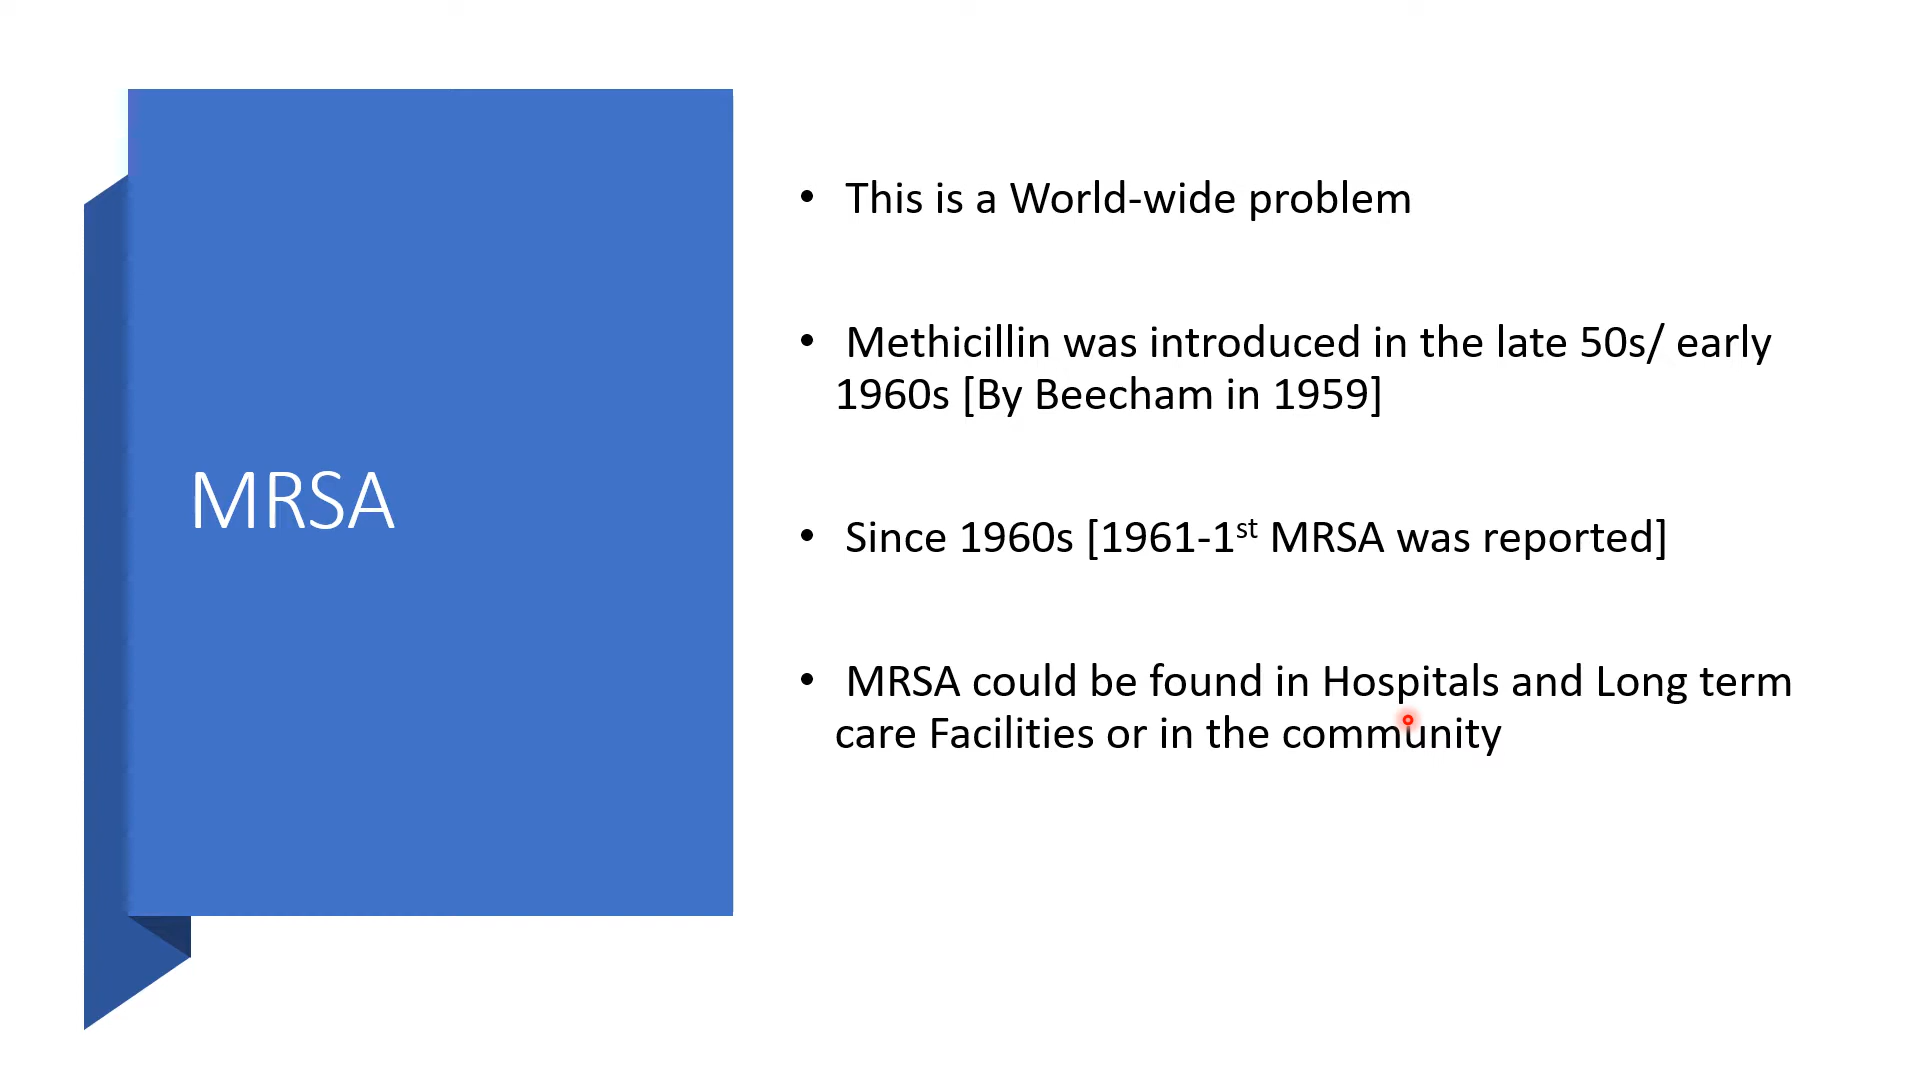 MRSA
• This is a World-wide problem
• Methicillin was introduced in the late 50s/ early
1960s [By Beecham in 1959]
• Since 1960s [1961-1st MRSA was reported]
• MRSA could be found in Hospitals and Long term
care Facilities or in the community